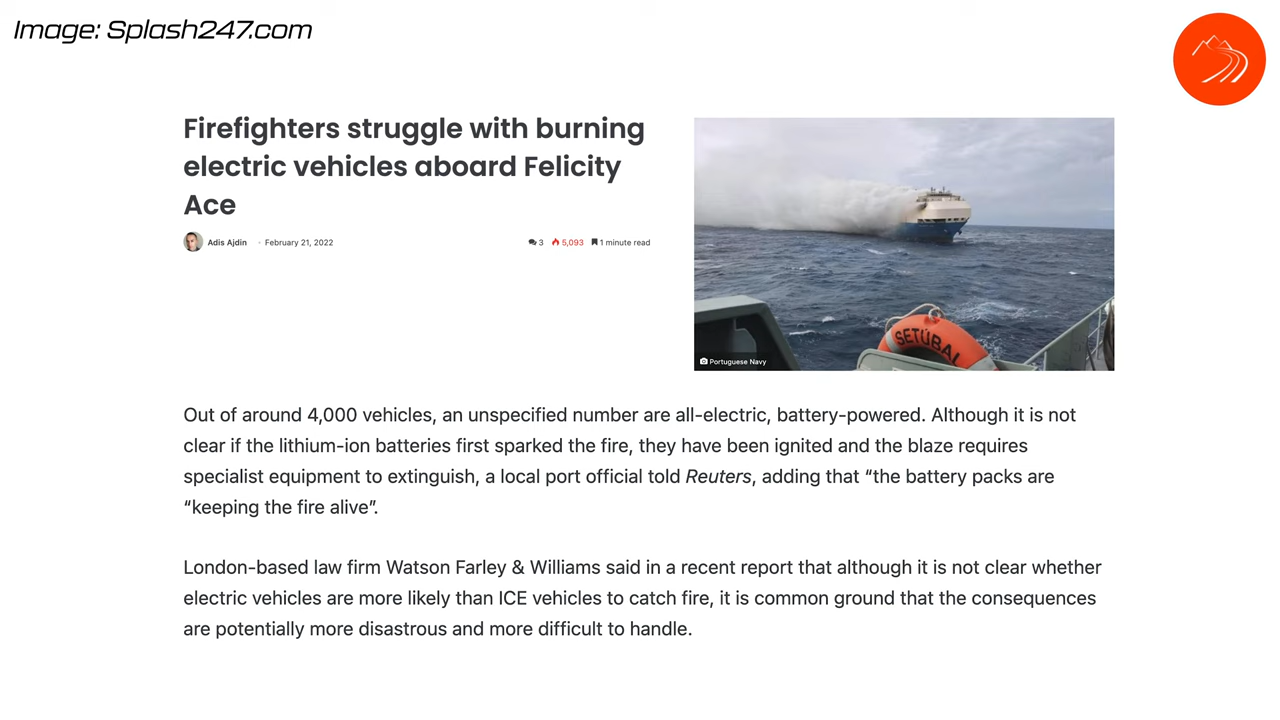 Image: Splash247.com
Firefighters struggle with burning
electric vehicles aboard Felicity
Ace
Adis Ajdin · February 21, 2022 3 5,093 1 minute read
SETÚBAL
Portuguese Navy
Out of around 4,000 vehicles, an unspecified number are all-electric, battery-powered. Although it is not
clear if the lithium-ion batteries first sparked the fire, they have been ignited and the blaze requires
specialist equipment to extinguish, a local port official told Reuters, adding that “the battery packs are
“keeping the fire alive”.
London-based law firm Watson Farley & Williams said in a recent report that although it is not clear whether
electric vehicles are more likely than ICE vehicles to catch fire, it is common ground that the consequences
are potentially more disastrous and more difficult to handle.